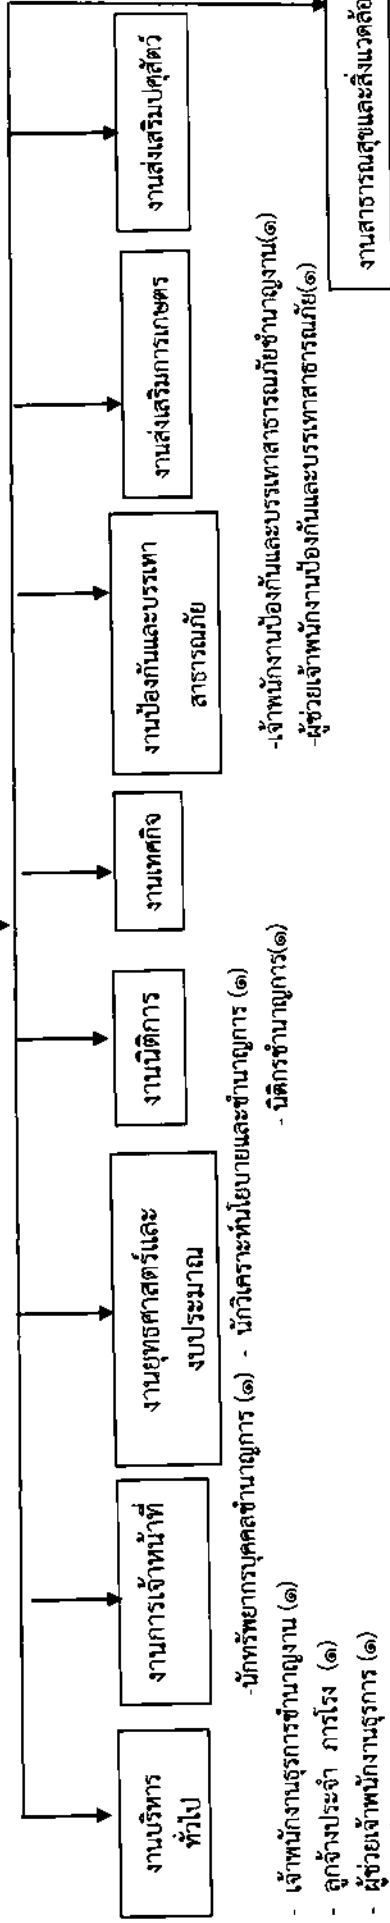 งานบริหาร
ทั่วไป
งานการเจ้าหน้าที่
งานยุทธศาสตร์และ
งบประมาณ
งานนิติการ
งานเทศกิจ
งานป้องกันและบรรเทา
สาธารณภัย
งานส่งเสริมการเกษตร
งานส่งเสริมปศุสัตว์
งานสาธารณสุขและสิ่งแวดล้อ
- เจ้าพนักงานธุรการชำนาญงาน (๑)
- ลูกจ้างประจำ ภารโรง (๑)
- ผู้ช่วยเจ้าพนักงานธุรการ (๑)
-นักทรัพยากรบุคคลชำนาญการ (๑)
- นักวิเคราะห์นโยบายและชำนาญการ (๑)
- นิติกรชำนาญการ(๑)
-เจ้าพนักงานป้องกันและบรรเทาสาธารณภัยชำนาญงาน(๑)
-ผู้ช่วยเจ้าพนักงานป้องกันและบรรเทาสาธารณภัย(๑)